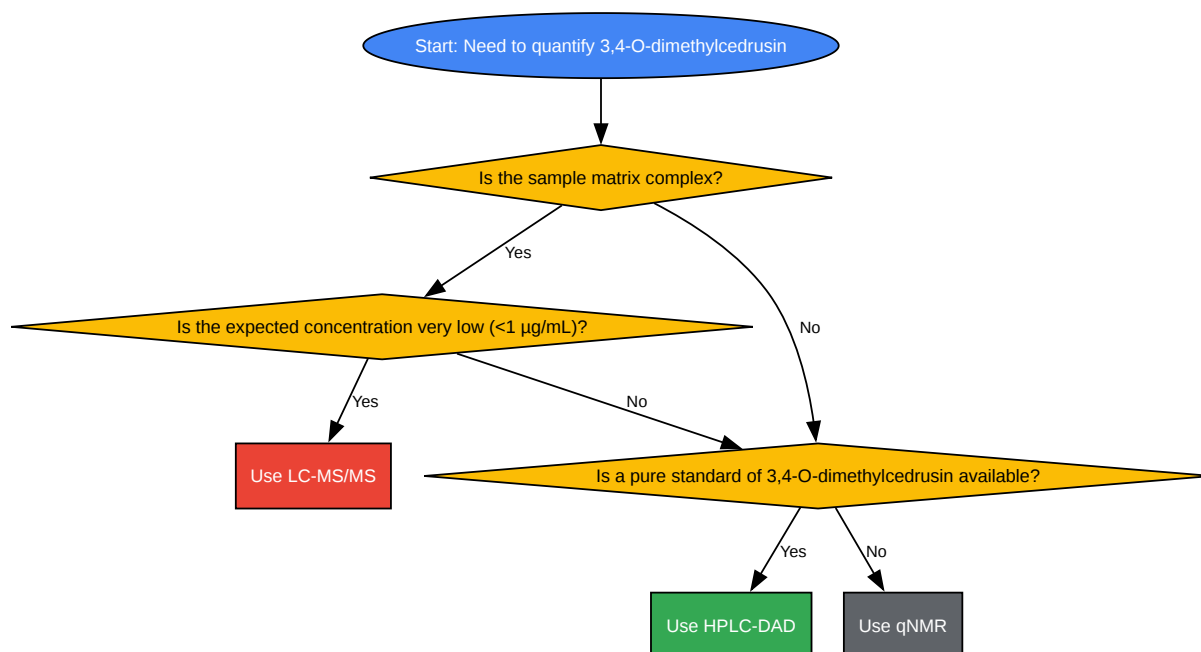 Start: Need to quantify 3,4-O-dimethylcedrusin
Is the sample matrix complex?
Yes
Is the expected concentration very low (<1 µg/mL)?
No
Yes
No
Use LC-MS/MS
Is a pure standard of 3,4-O-dimethylcedrusin available?
Yes
No
Use HPLC-DAD
Use qNMR